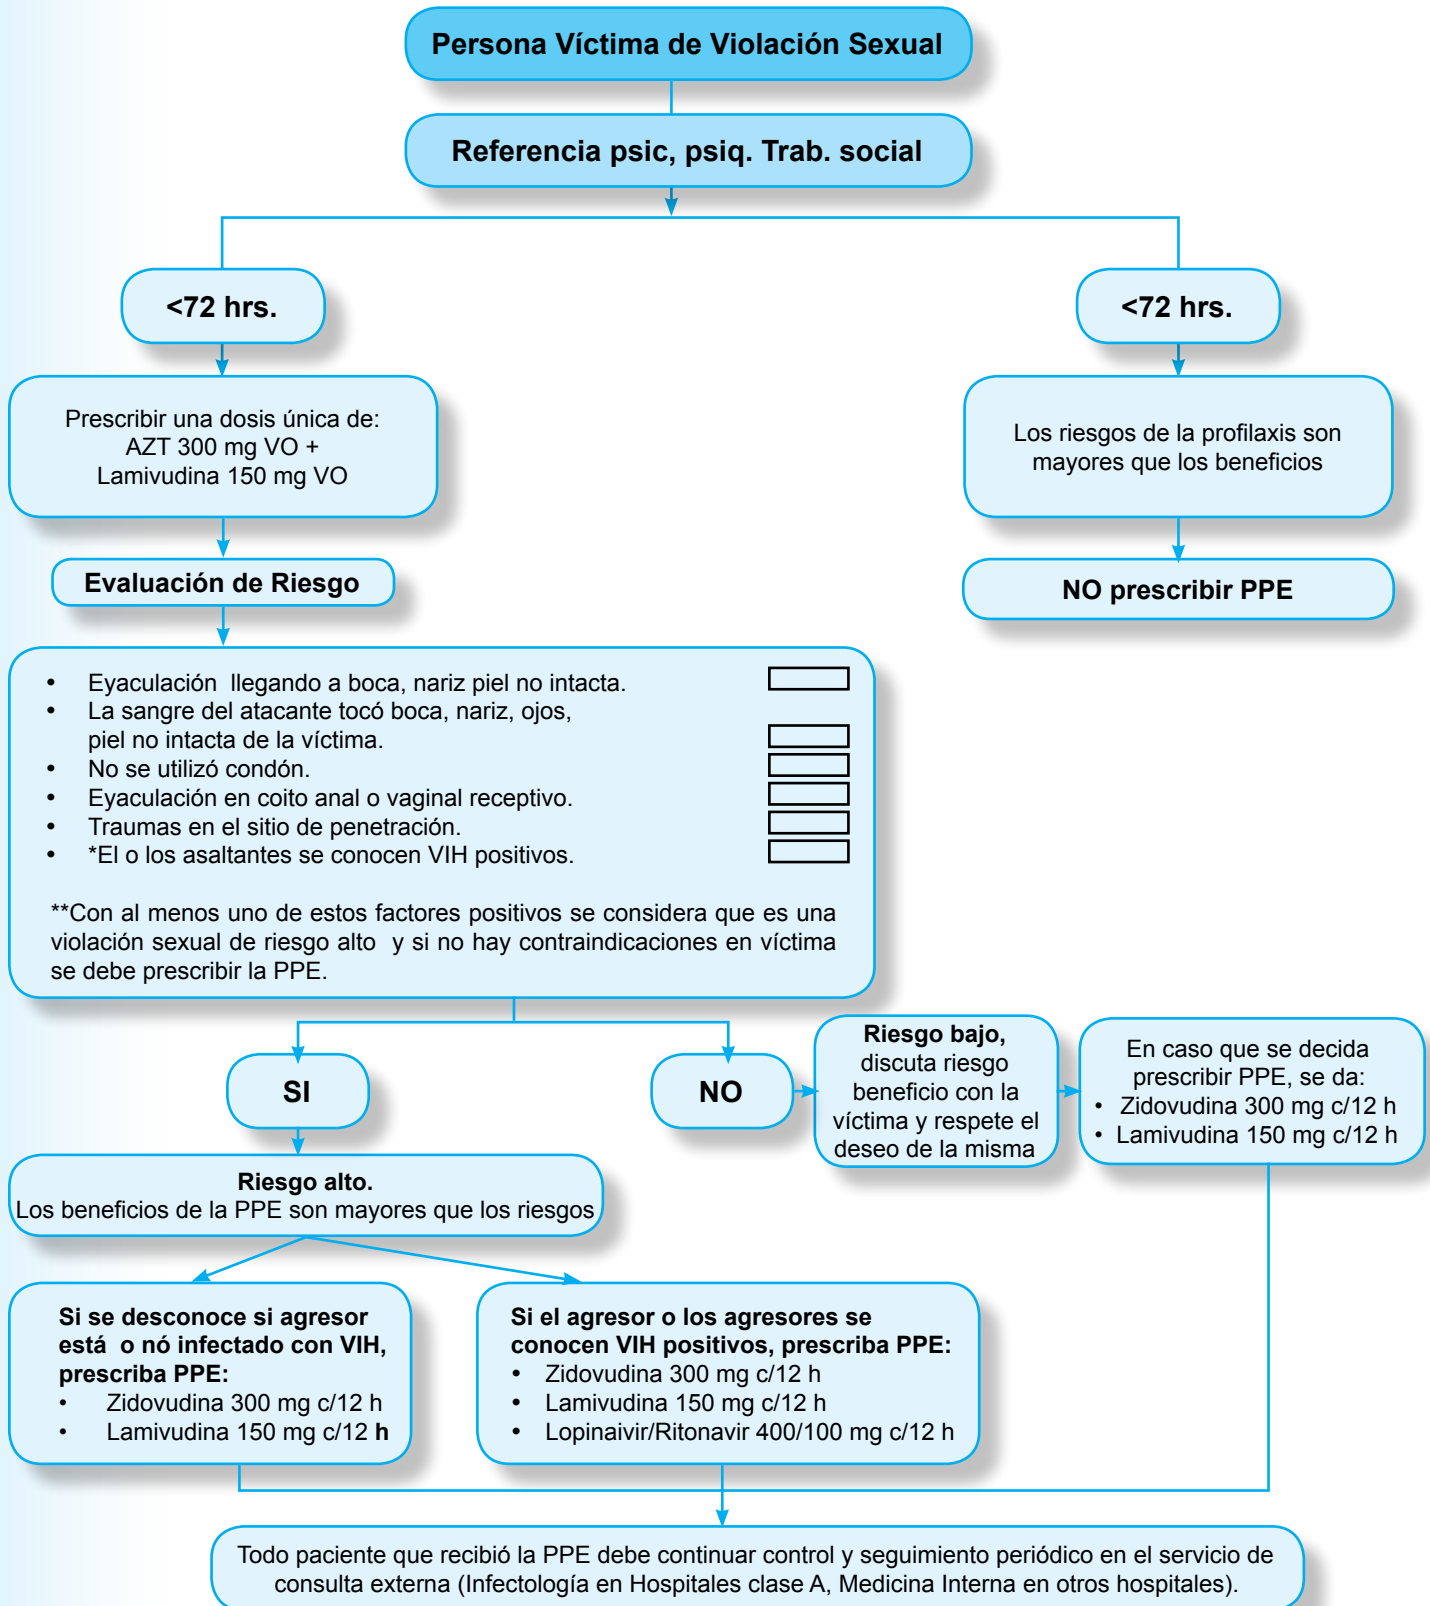 Persona Víctima de Violación Sexual
Referencia psic, psiq. Trab. social
<72 hrs.
Prescribir una dosis única de:
AZT 300 mg VO +
Lamivudina 150 mg VO
Evaluación de Riesgo
<72 hrs.
Los riesgos de la profilaxis son
mayores que los beneficios
NO prescribir PPE
• Eyaculación llegando a boca, nariz piel no intacta.
• La sangre del atacante tocó boca, nariz, ojos,
piel no intacta de la víctima.
• No se utilizó condón.
• Eyaculación en coito anal o vaginal receptivo.
• Traumas en el sitio de penetración.
• *El o los asaltantes se conocen VIH positivos.
**Con al menos uno de estos factores positivos se considera que es una
violación sexual de riesgo alto y si no hay contraindicaciones en víctima
se debe prescribir la PPE.
SI
NO
Riesgo bajo,
discuta riesgo
beneficio con la
víctima y respete el
deseo de la misma
En caso que se decida
prescribir PPE, se da:
• Zidovudina 300 mg c/12 h
• Lamivudina 150 mg c/12 h
Riesgo alto.
Los beneficios de la PPE son mayores que los riesgos
Si se desconoce si agresor
está o nó infectado con VIH,
prescriba PPE:
• Zidovudina 300 mg c/12 h
• Lamivudina 150 mg c/12 h
Si el agresor o los agresores se
conocen VIH positivos, prescriba PPE:
• Zidovudina 300 mg c/12 h
• Lamivudina 150 mg c/12 h
• Lopinaivir/Ritonavir 400/100 mg c/12 h
Todo paciente que recibió la PPE debe continuar control y seguimiento periódico en el servicio de
consulta externa (Infectología en Hospitales clase A, Medicina Interna en otros hospitales).